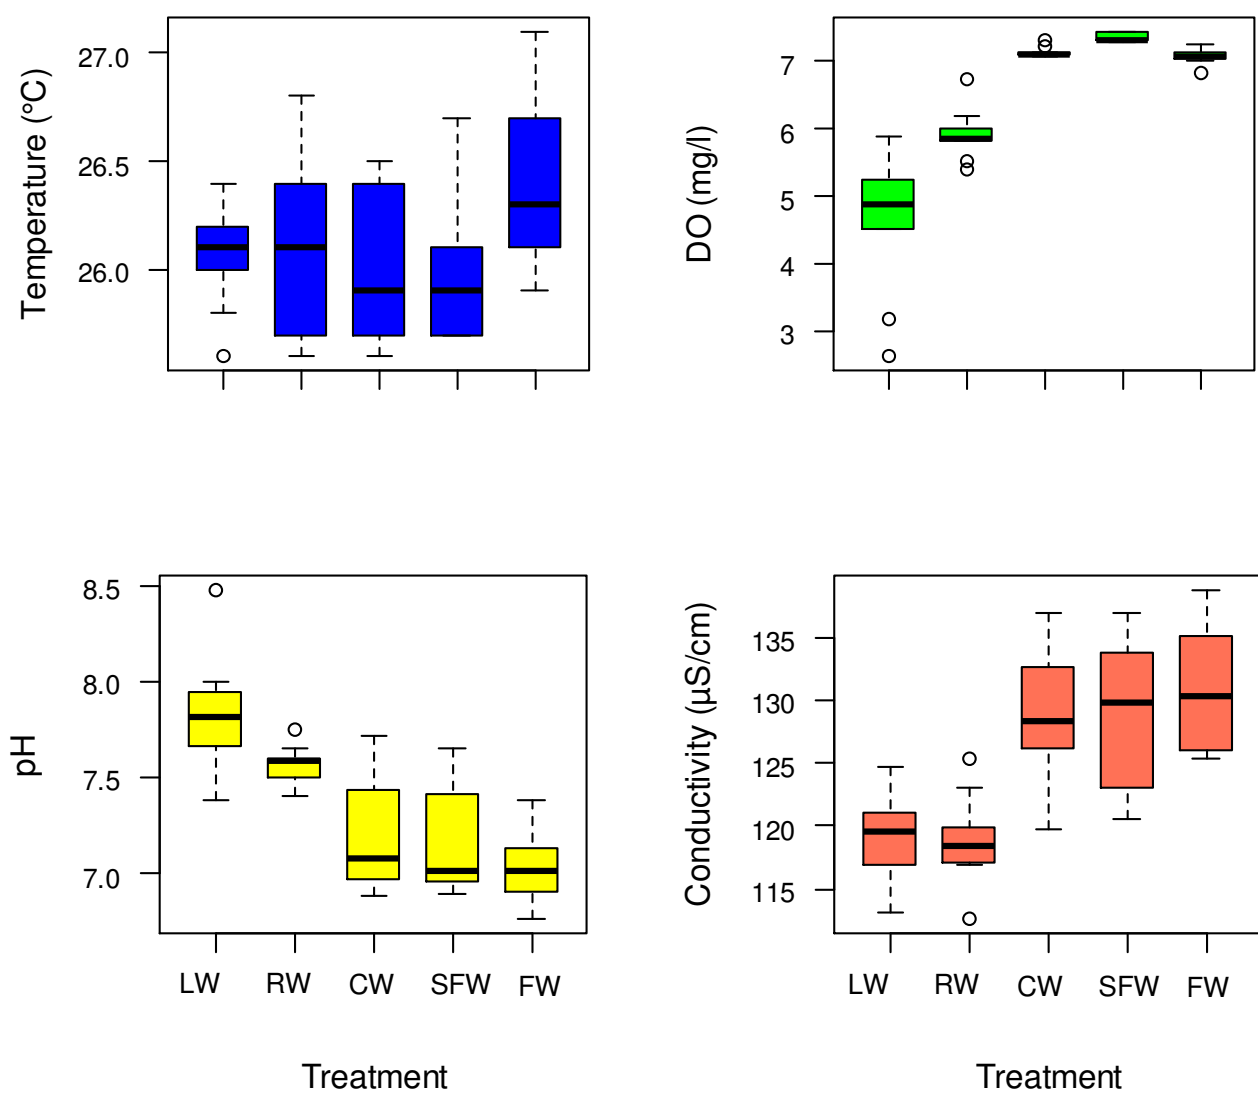 Temperature (°C)
27.0
26.5
26.0
DO (mg/l)
7
6
5
4
3
pH
8.5
8.0
7.5
7.0
LW RW CW SFW FW
Treatment
Conductivity (µS/cm)
135
130
125
120
115
LW RW CW SFW FW
Treatment